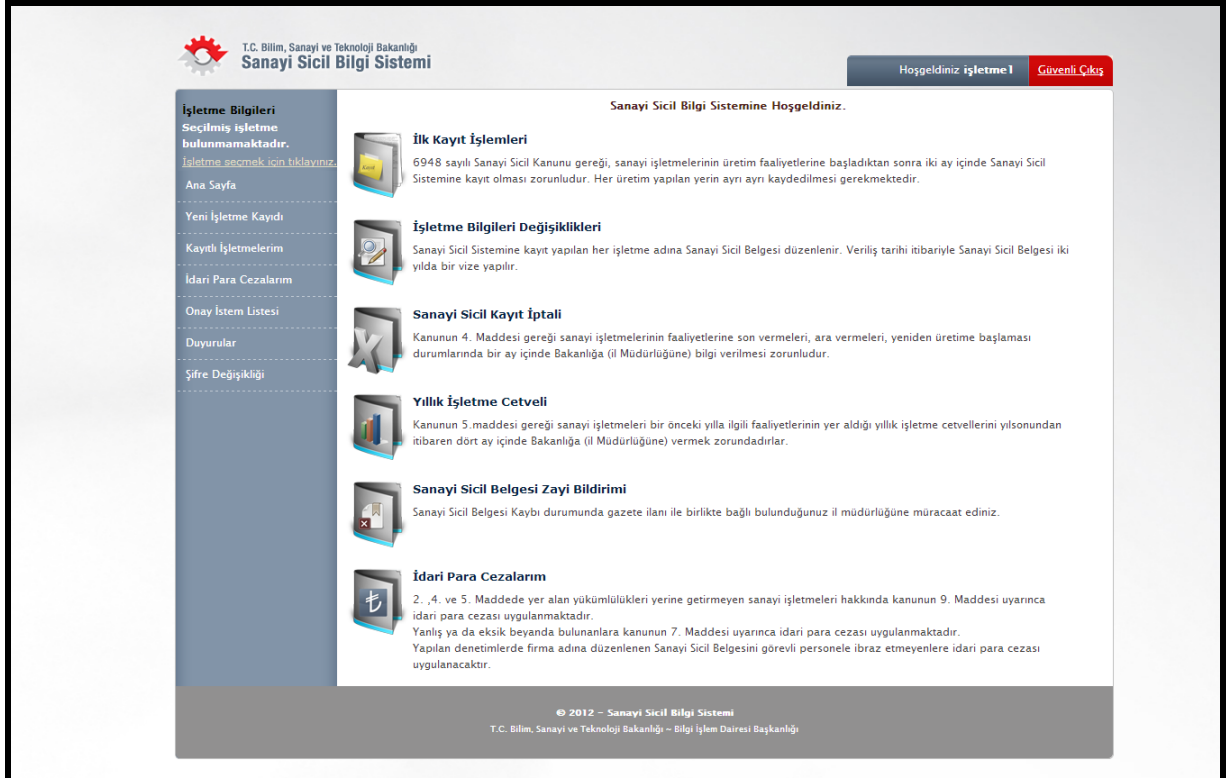 T.C. Bilim, Sanayi ve Teknoloji Bakanlığı
Sanayi Sicil Bilgi Sistemi
Hoşgeldiniz işletme1
Güvenli Çıkış
İşletme Bilgileri
Seçilmiş işletme
bulunmamaktadır.
İşletme seçmek için tıklayınız.
Ana Sayfa
Yeni İşletme Kayıdı
Kayıtlı İşletmelerim
İdari Para Cezalarım
Onay İstem Listesi
Duyurular
Şifre Değişikliği
Sanayi Sicil Bilgi Sistemine Hoşgeldiniz.
Kayıt
İlk Kayıt İşlemleri
6948 sayılı Sanayi Sicil Kanunu gereği, sanayi işletmelerinin üretim faaliyetlerine başladıktan sonra iki ay içinde Sanayi Sicil
Sistemine kayıt olması zorunludur. Her üretim yapılan yerin ayrı ayrı kaydedilmesi gerekmektedir.
İşletme Bilgileri Değişiklikleri
Sanayi Sicil Sistemine kayıt yapılan her işletme adına Sanayi Sicil Belgesi düzenlenir. Veriliş tarihi itibariyle Sanayi Sicil Belgesi iki
yılda bir vize yapılır.
Sanayi Sicil Kayıt İptali
Kanunun 4. Maddesi gereği sanayi işletmelerinin faaliyetlerine son vermeleri, ara vermeleri, yeniden üretime başlaması
durumlarında bir ay içinde Bakanlığa (il Müdürlüğüne) bilgi verilmesi zorunludur.
Yıllık İşletme Cetveli
Kanunun 5.maddesi gereği sanayi işletmeleri bir önceki yılla ilgili faaliyetlerinin yer aldığı yıllık işletme cetvellerini yılsonundan
itibaren dört ay içinde Bakanlığa (il Müdürlüğüne) vermek zorundadırlar.
Sanayi Sicil Belgesi Zayi Bildirimi
Sanayi Sicil Belgesi Kaybı durumunda gazete ilanı ile birlikte bağlı bulunduğunuz il müdürlüğüne müracaat ediniz.
İdari Para Cezalarım
2. ,4. ve 5. Maddede yer alan yükümlülükleri yerine getirmeyen sanayi işletmeleri hakkında kanunun 9. Maddesi uyarınca
idari para cezası uygulanmaktadır.
Yanlış ya da eksik beyanda bulunanlara kanunun 7. Maddesi uyarınca idari para cezası uygulanmaktadır.
Yapılan denetimlerde firma adına düzenlenen Sanayi Sicil Belgesini görevli personele ibraz etmeyenlere idari para cezası
uygulanacaktır.
© 2012 – Sanayi Sicil Bilgi Sistemi
T.C. Bilim, Sanayi ve Teknoloji Bakanlığı ~ Bilgi İşlem Dairesi Başkanlığı